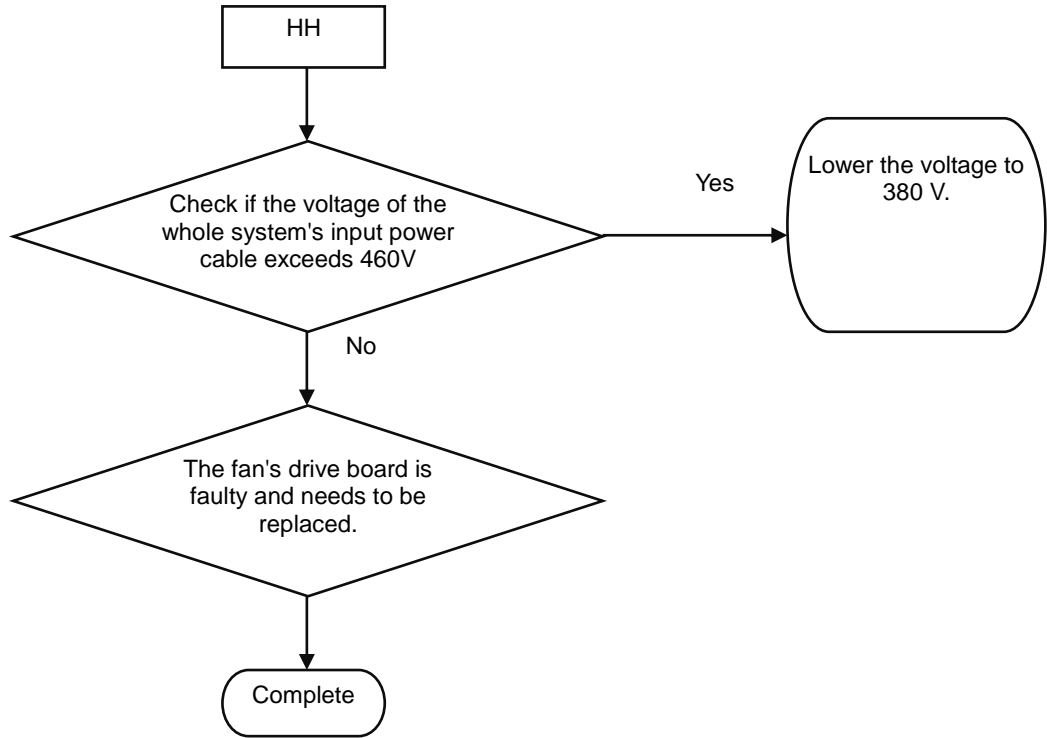 HH
Check if the voltage of the
whole system's input power
cable exceeds 460V
Yes
Lower the voltage to
380 V.
No
The fan's drive board is
faulty and needs to be
replaced.
Complete